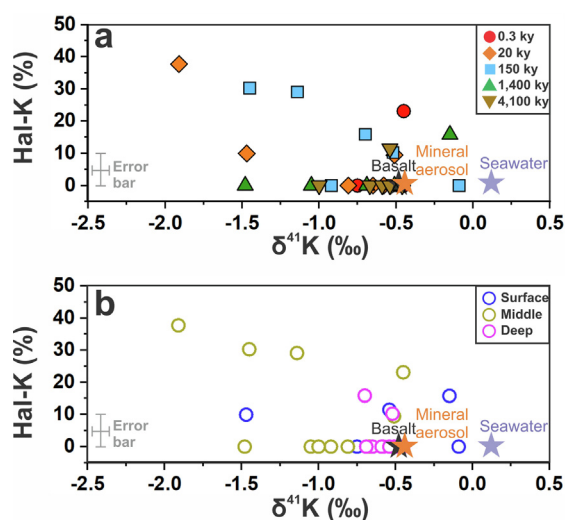 a
Hal-K (%)
50
40
30
20
10
0
0.3 ky
20 ky
150 ky
1,400 ky
4,100 ky
Error
bar
Basalt
Mineral
aerosol
Seawater
-2.5 -2.0 -1.5 -1.0 -0.5 0.0 0.5
δ⁴¹K (‰)
b
Hal-K (%)
50
40
30
20
10
0
Surface
Middle
Deep
Error
bar
Basalt
Mineral
aerosol
Seawater
-2.5 -2.0 -1.5 -1.0 -0.5 0.0 0.5
δ⁴¹K (‰)